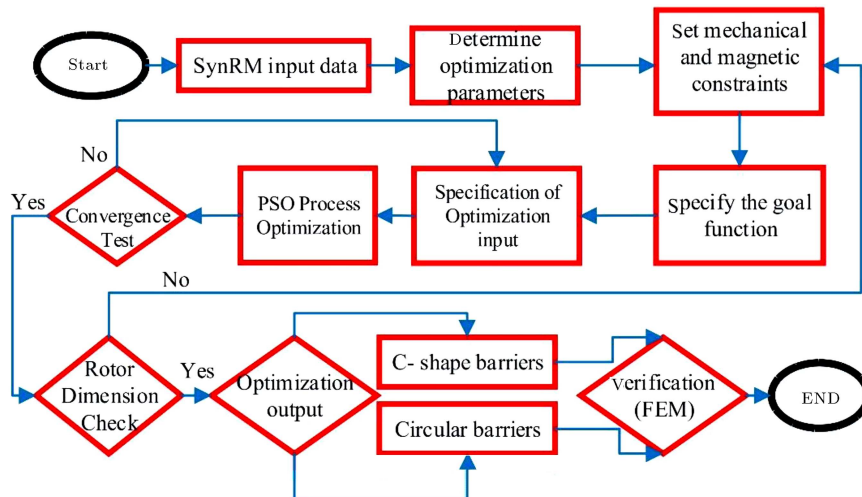 Start
SynRM input data
Determine
optimization
parameters
Set mechanical
and magnetic
constraints
No
Yes
Convergence
Test
PSO Process
Optimization
Specification of
Optimization
input
Specify the goal
function
No
Rotor
Dimension
Check
Yes
Optimization
output
C- shape barriers
Circular barriers
Verification
(FEM)
END